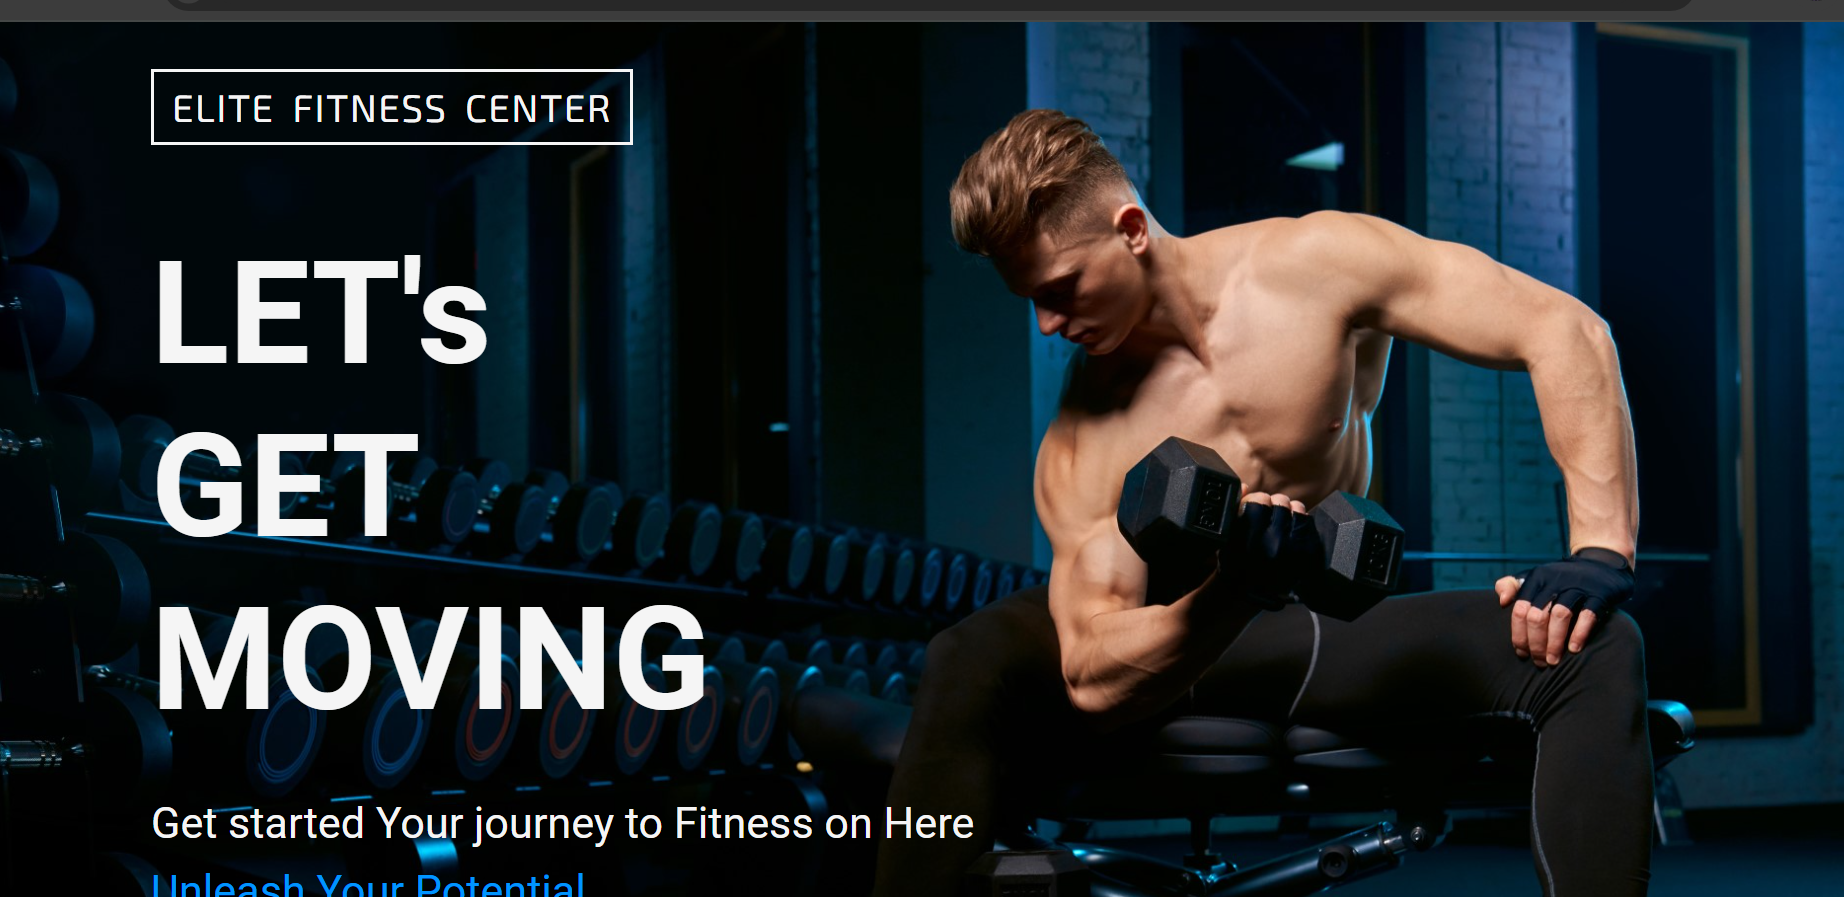 ELITE FITNESS CENTER
LET's
GET
MOVING
Get started Your journey to Fitness on Here
Unleash Your Potential